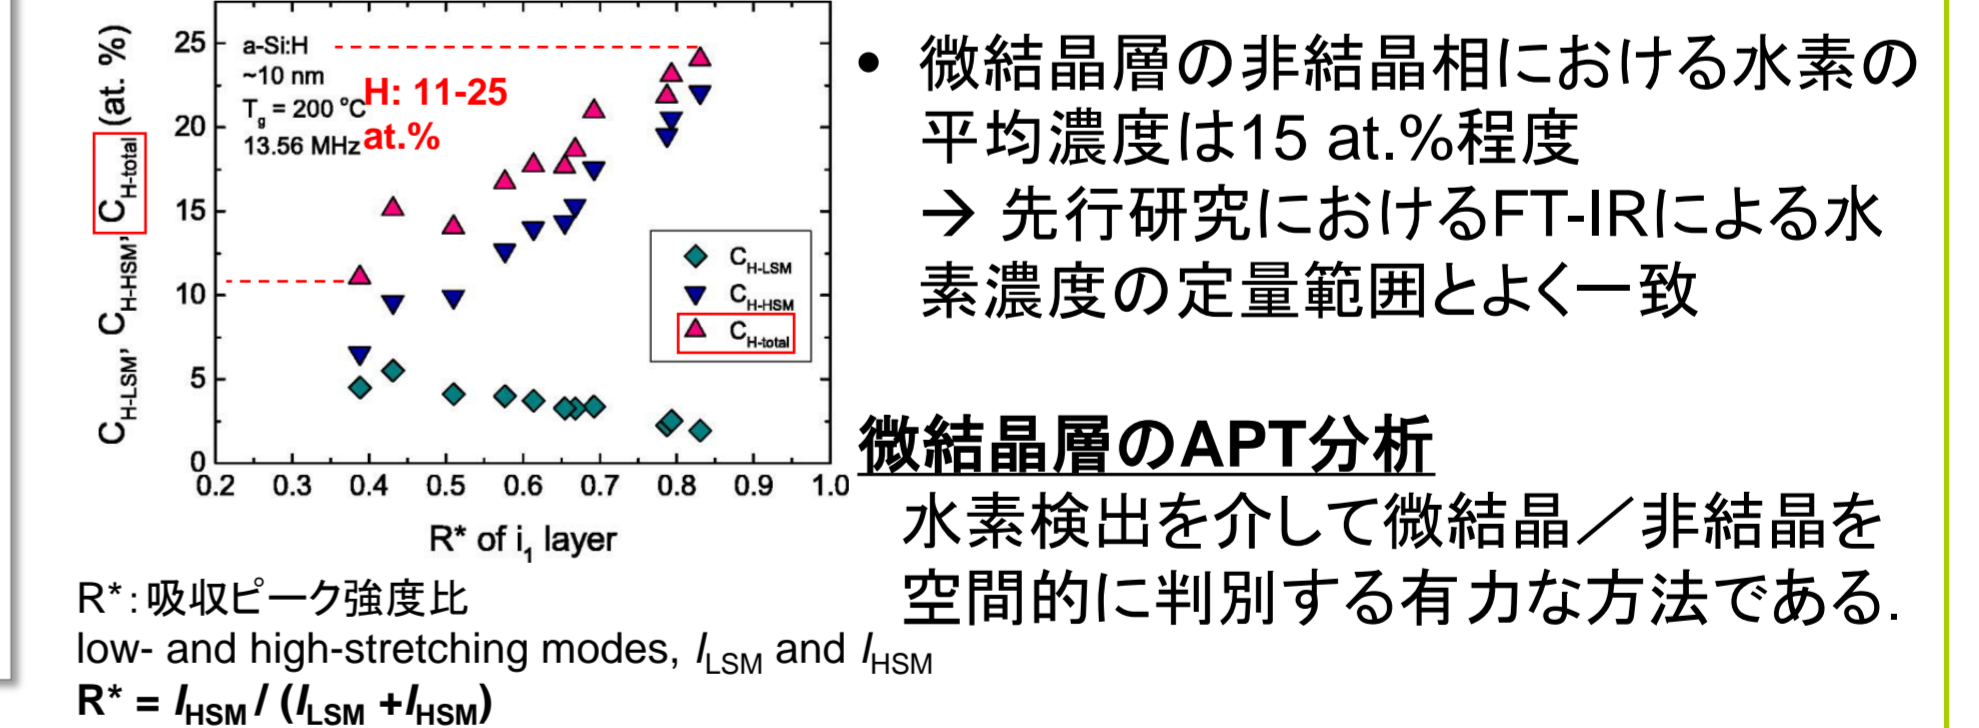 C_H-LSM, C_H-HSM, C_H-total (at. %)
25
20
15
10
5
0
a-Si:H
~10 nm
T_g = 200 °C
13.56 MHz
H: 11-25
at.%
C_H-LSM
C_H-HSM
C_H-total
0.2 0.3 0.4 0.5 0.6 0.7 0.8 0.9 1.0
R* of i_1 layer
R*：吸収ピーク強度比
low- and high-stretching modes, I_LSM and I_HSM
R* = I_HSM / (I_LSM +I_HSM)
• 微結晶層の非結晶相における水素の
平均濃度は15 at.%程度
→ 先行研究におけるFT-IRによる水
素濃度の定量範囲とよく一致
微結晶層のAPT分析
水素検出を介して微結晶／非結晶を
空間的に判別する有力な方法である.